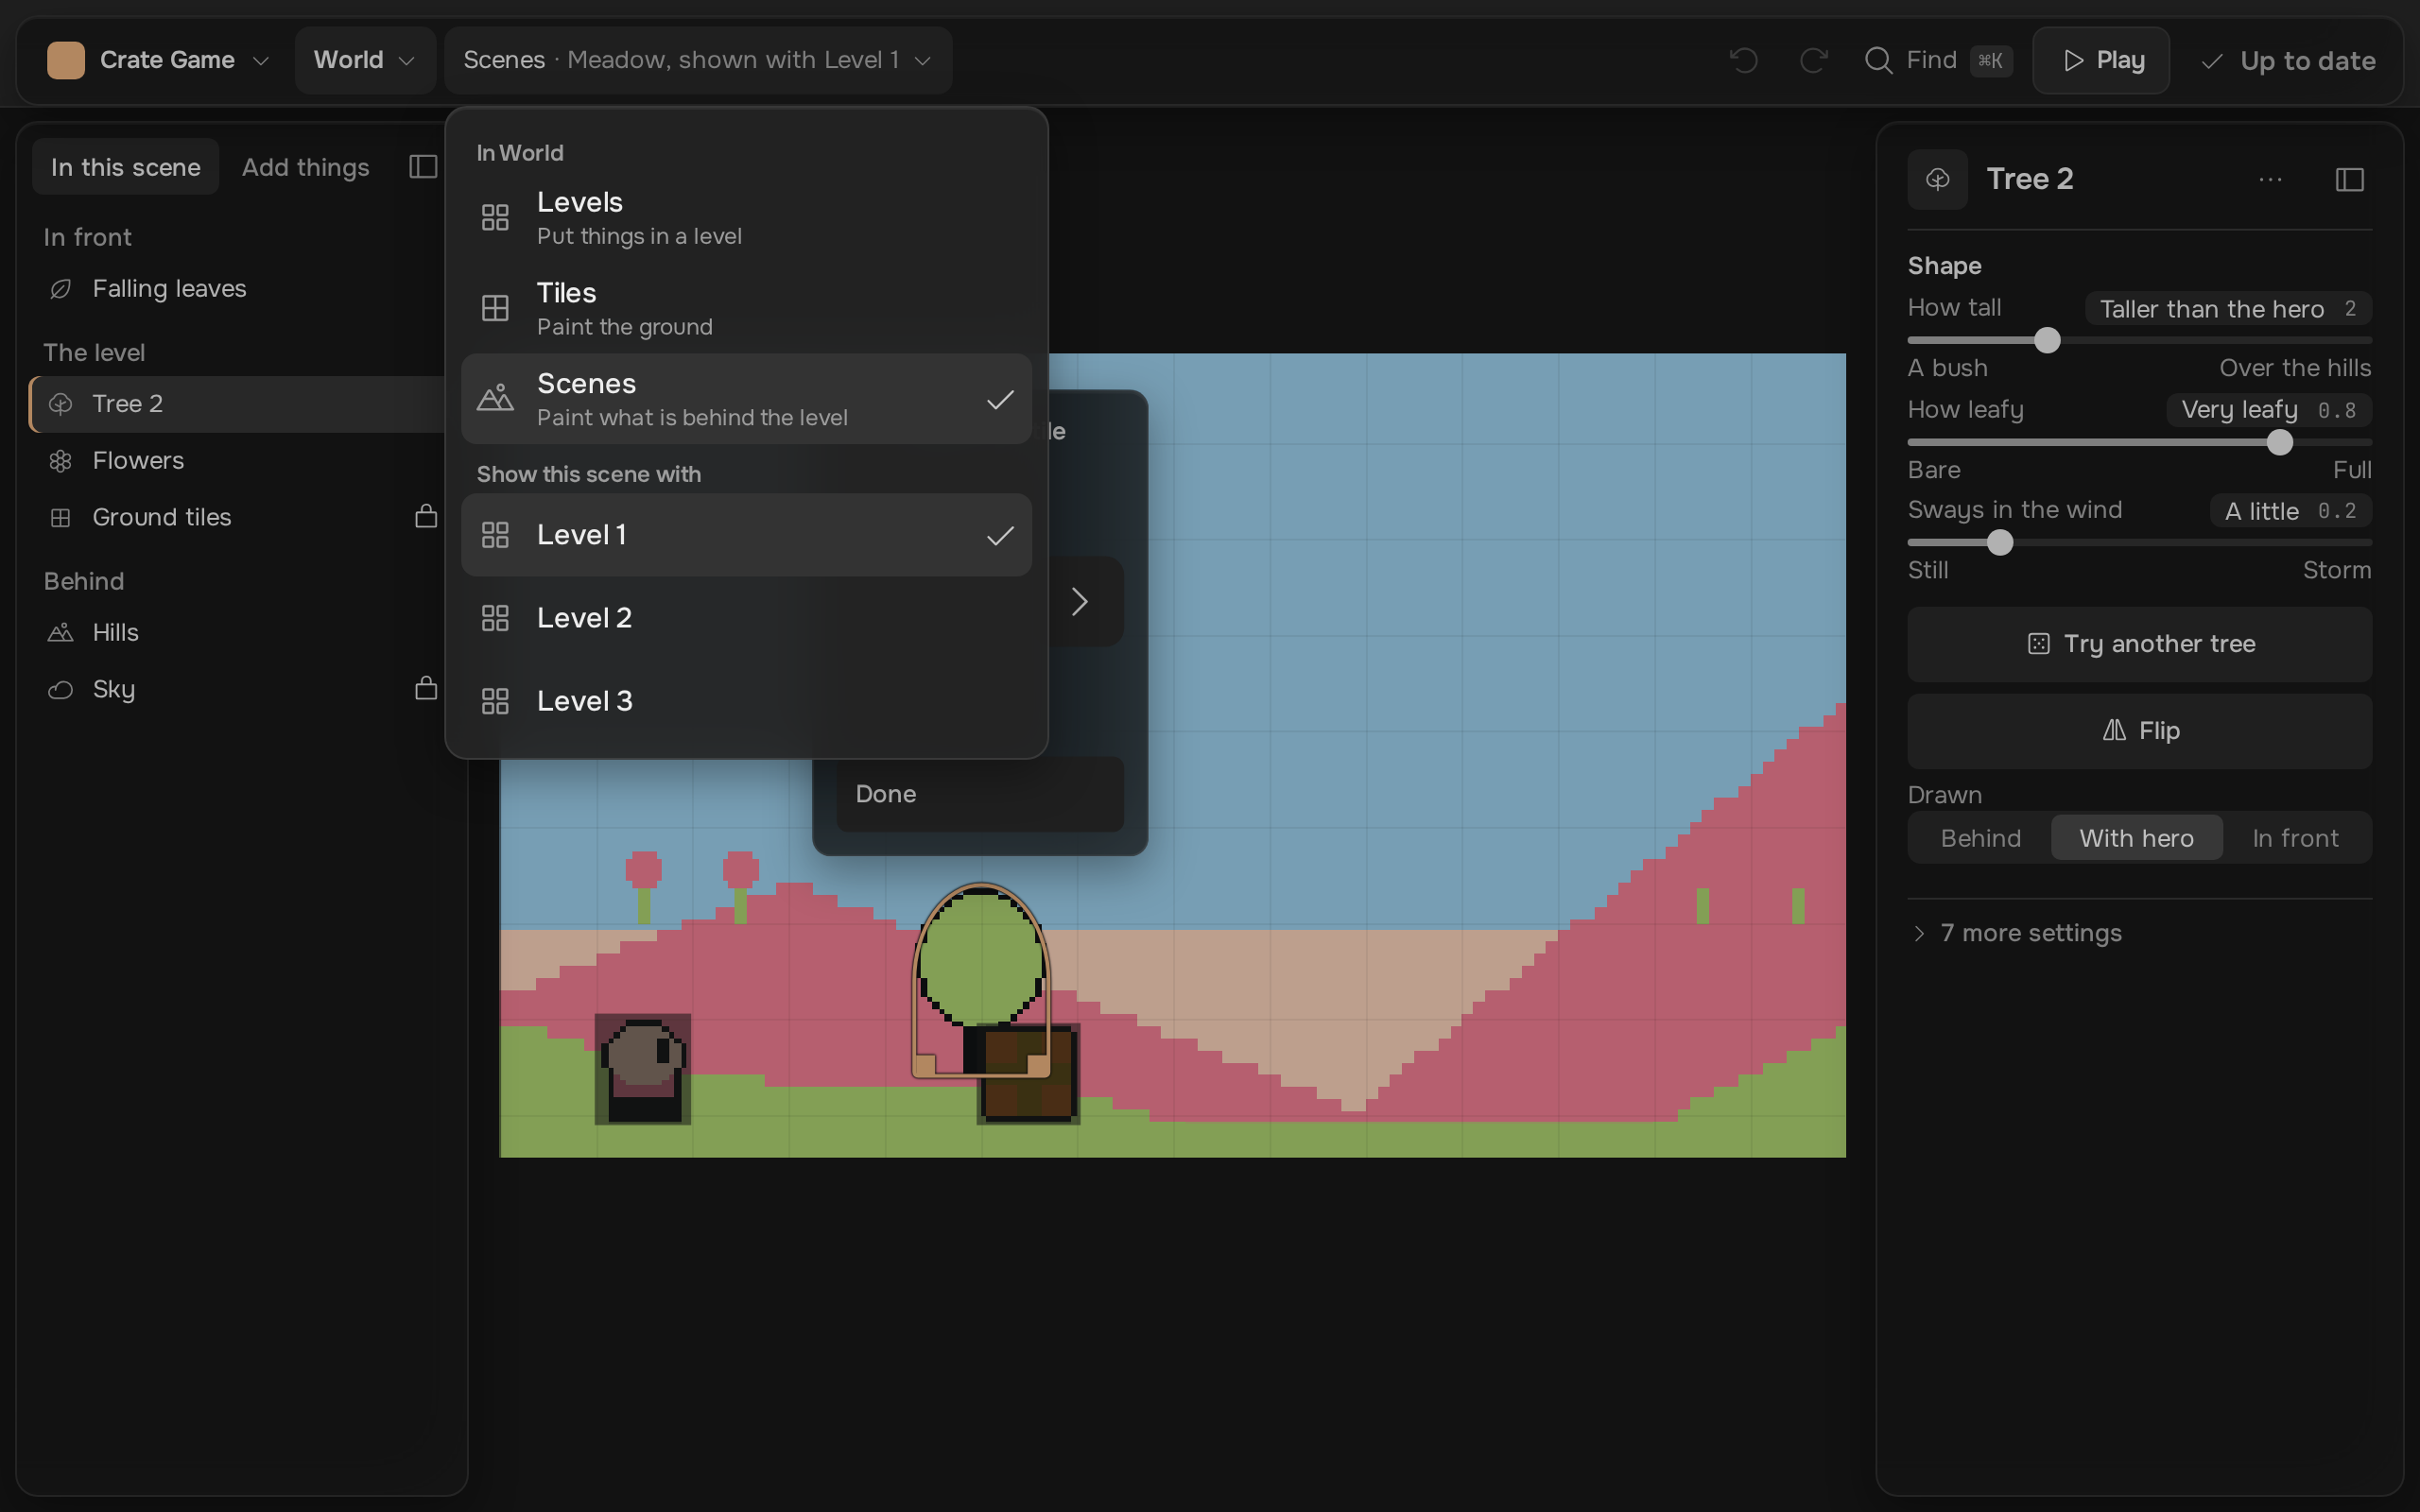 Crate Game
World
Scenes · Meadow, shown with Level 1
Find ⌘K
Play
Up to date
In this scene
Add things
In front
Falling leaves
The level
Tree 2
Flowers
Ground tiles
Behind
Hills
Sky
In World
Levels
Put things in a level
Tiles
Paint the ground
Scenes
Paint what is behind the level
Show this scene with
Level 1
Level 2
Level 3
Done
Tree 2
Shape
How tall
Taller than the hero 2
A bush
Over the hills
How leafy
Very leafy 0.8
Bare
Full
Sways in the wind
A little 0.2
Still
Storm
Try another tree
Flip
Drawn
Behind
With hero
In front
7 more settings